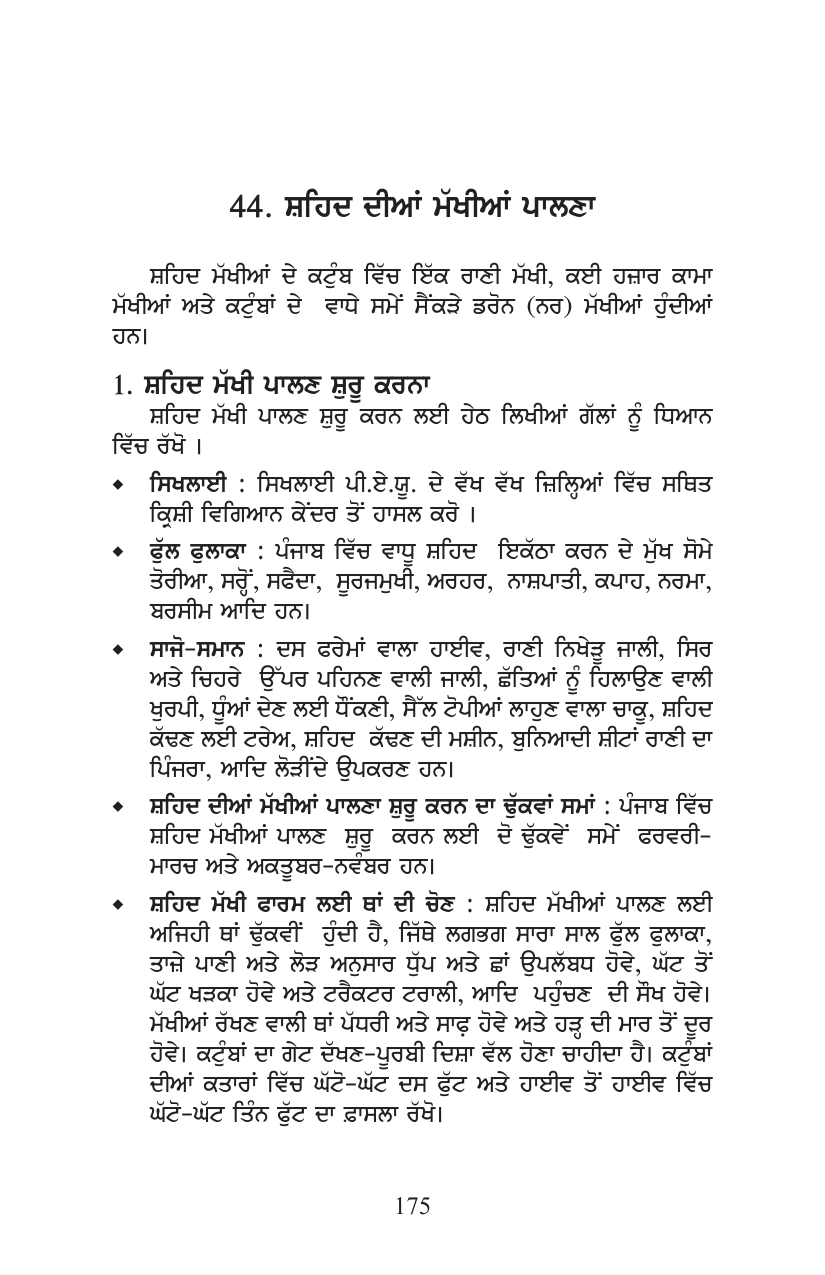 44. ਸ਼ਹਿਦ ਦੀਆਂ ਮੱਖੀਆਂ ਪਾਲਣਾ
ਸ਼ਹਿਦ ਮੱਖੀਆਂ ਦੇ ਕਟੁੰਬ ਵਿੱਚ ਇੱਕ ਰਾਣੀ ਮੱਖੀ, ਕਈ ਹਜ਼ਾਰ ਕਾਮਾ
ਮੱਖੀਆਂ ਅਤੇ ਕਟੁੰਬਾਂ ਦੇ ਵਾਧੇ ਸਮੇਂ ਸੈਂਕੜੇ ਡਰੋਨ (ਨਰ) ਮੱਖੀਆਂ ਹੁੰਦੀਆਂ
ਹਨ।
1. ਸ਼ਹਿਦ ਮੱਖੀ ਪਾਲਣ ਸ਼ੁਰੂ ਕਰਨਾ
ਸ਼ਹਿਦ ਮੱਖੀ ਪਾਲਣ ਸ਼ੁਰੂ ਕਰਨ ਲਈ ਹੇਠ ਲਿਖੀਆਂ ਗੱਲਾਂ ਨੂੰ ਧਿਆਨ
ਵਿੱਚ ਰੱਖੋ ।
◆ ਸਿਖਲਾਈ : ਸਿਖਲਾਈ ਪੀ.ਏ.ਯੂ. ਦੇ ਵੱਖ ਵੱਖ ਜ਼ਿਲ੍ਹਿਆਂ ਵਿੱਚ ਸਥਿਤ
ਕ੍ਰਿਸ਼ੀ ਵਿਗਿਆਨ ਕੇਂਦਰ ਤੋਂ ਹਾਸਲ ਕਰੋ ।
◆ ਫੁੱਲ ਫੁਲਾਕਾ : ਪੰਜਾਬ ਵਿੱਚ ਵਾਧੂ ਸ਼ਹਿਦ ਇਕੱਠਾ ਕਰਨ ਦੇ ਮੁੱਖ ਸੋਮੇ
ਤੋਰੀਆ, ਸਰ੍ਹੋਂ, ਸਫੈਦਾ, ਸੂਰਜਮੁਖੀ, ਅਰਹਰ, ਨਾਸ਼ਪਾਤੀ, ਕਪਾਹ, ਨਰਮਾ,
ਬਰਸੀਮ ਆਦਿ ਹਨ।
◆ ਸਾਜੋ-ਸਮਾਨ : ਦਸ ਫਰੇਮਾਂ ਵਾਲਾ ਹਾਈਵ, ਰਾਣੀ ਨਿਖੇੜੂ ਜਾਲੀ, ਸਿਰ
ਅਤੇ ਚਿਹਰੇ ਉੱਪਰ ਪਹਿਨਣ ਵਾਲੀ ਜਾਲੀ, ਛੱਤਿਆਂ ਨੂੰ ਹਿਲਾਉਣ ਵਾਲੀ
ਖੁਰਪੀ, ਧੂੰਆਂ ਦੇਣ ਲਈ ਧੌਂਕਣੀ, ਸੈੱਲ ਟੋਪੀਆਂ ਲਾਹੁਣ ਵਾਲਾ ਚਾਕੂ, ਸ਼ਹਿਦ
ਕੱਢਣ ਲਈ ਟਰੇਅ, ਸ਼ਹਿਦ ਕੱਢਣ ਦੀ ਮਸ਼ੀਨ, ਬੁਨਿਆਦੀ ਸ਼ੀਟਾਂ ਰਾਣੀ ਦਾ
ਪਿੰਜਰਾ, ਆਦਿ ਲੋੜੀਂਦੇ ਉਪਕਰਣ ਹਨ।
◆ ਸ਼ਹਿਦ ਦੀਆਂ ਮੱਖੀਆਂ ਪਾਲਣਾ ਸ਼ੁਰੂ ਕਰਨ ਦਾ ਢੁੱਕਵਾਂ ਸਮਾਂ : ਪੰਜਾਬ ਵਿੱਚ
ਸ਼ਹਿਦ ਮੱਖੀਆਂ ਪਾਲਣ ਸ਼ੁਰੂ ਕਰਨ ਲਈ ਦੋ ਢੁੱਕਵੇਂ ਸਮੇਂ ਫਰਵਰੀ-
ਮਾਰਚ ਅਤੇ ਅਕਤੂਬਰ-ਨਵੰਬਰ ਹਨ।
◆ ਸ਼ਹਿਦ ਮੱਖੀ ਫਾਰਮ ਲਈ ਥਾਂ ਦੀ ਚੋਣ : ਸ਼ਹਿਦ ਮੱਖੀਆਂ ਪਾਲਣ ਲਈ
ਅਜਿਹੀ ਥਾਂ ਢੁੱਕਵੀਂ ਹੁੰਦੀ ਹੈ, ਜਿੱਥੇ ਲਗਭਗ ਸਾਰਾ ਸਾਲ ਫੁੱਲ ਫੁਲਾਕਾ,
ਤਾਜ਼ੇ ਪਾਣੀ ਅਤੇ ਲੋੜ ਅਨੁਸਾਰ ਧੁੱਪ ਅਤੇ ਛਾਂ ਉਪਲੱਬਧ ਹੋਵੇ, ਘੱਟ ਤੋਂ
ਘੱਟ ਖੜਕਾ ਹੋਵੇ ਅਤੇ ਟਰੈਕਟਰ ਟਰਾਲੀ, ਆਦਿ ਪਹੁੰਚਣ ਦੀ ਸੌਖ ਹੋਵੇ।
ਮੱਖੀਆਂ ਰੱਖਣ ਵਾਲੀ ਥਾਂ ਪੱਧਰੀ ਅਤੇ ਸਾਫ਼ ਹੋਵੇ ਅਤੇ ਹੜ੍ਹ ਦੀ ਮਾਰ ਤੋਂ ਦੂਰ
ਹੋਵੇ। ਕਟੁੰਬਾਂ ਦਾ ਗੇਟ ਦੱਖਣ-ਪੂਰਬੀ ਦਿਸ਼ਾ ਵੱਲ ਹੋਣਾ ਚਾਹੀਦਾ ਹੈ। ਕਟੁੰਬਾਂ
ਦੀਆਂ ਕਤਾਰਾਂ ਵਿੱਚ ਘੱਟੋ-ਘੱਟ ਦਸ ਫੁੱਟ ਅਤੇ ਹਾਈਵ ਤੋਂ ਹਾਈਵ ਵਿੱਚ
ਘੱਟੋ-ਘੱਟ ਤਿੰਨ ਫੁੱਟ ਦਾ ਫ਼ਾਸਲਾ ਰੱਖੋ।
175